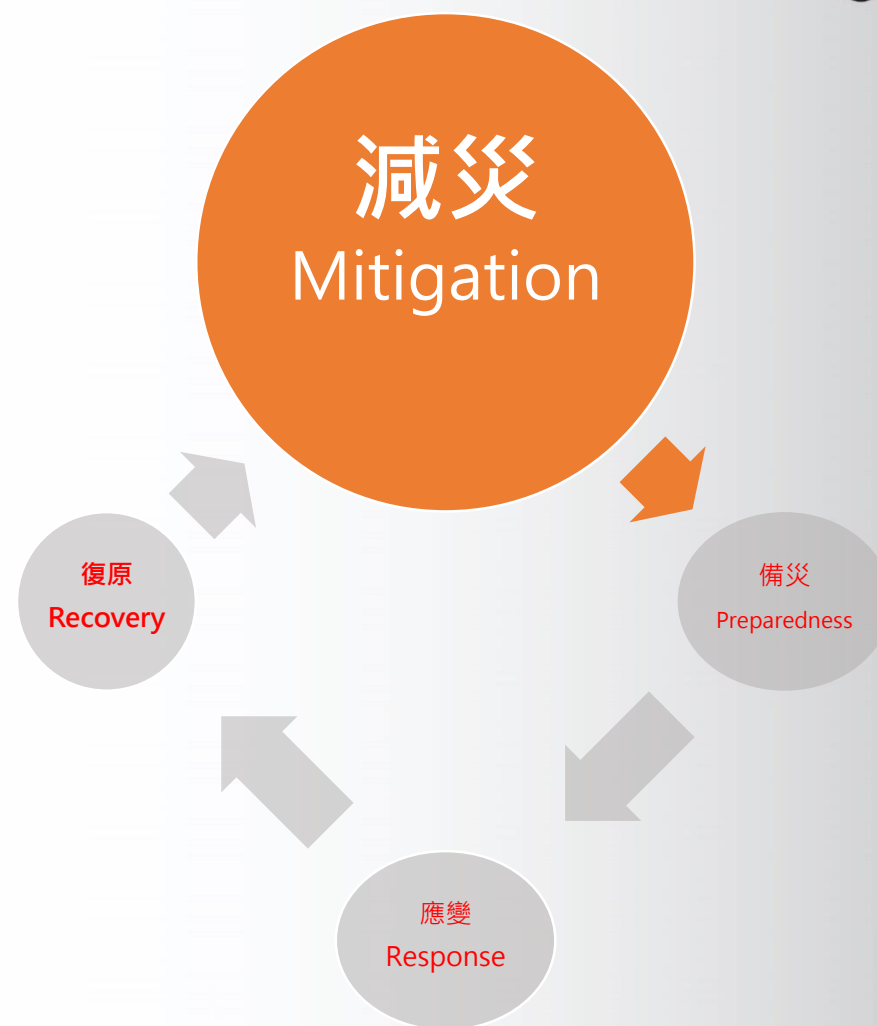 減災
Mitigation
備災
Preparedness
應變
Response
復原
Recovery